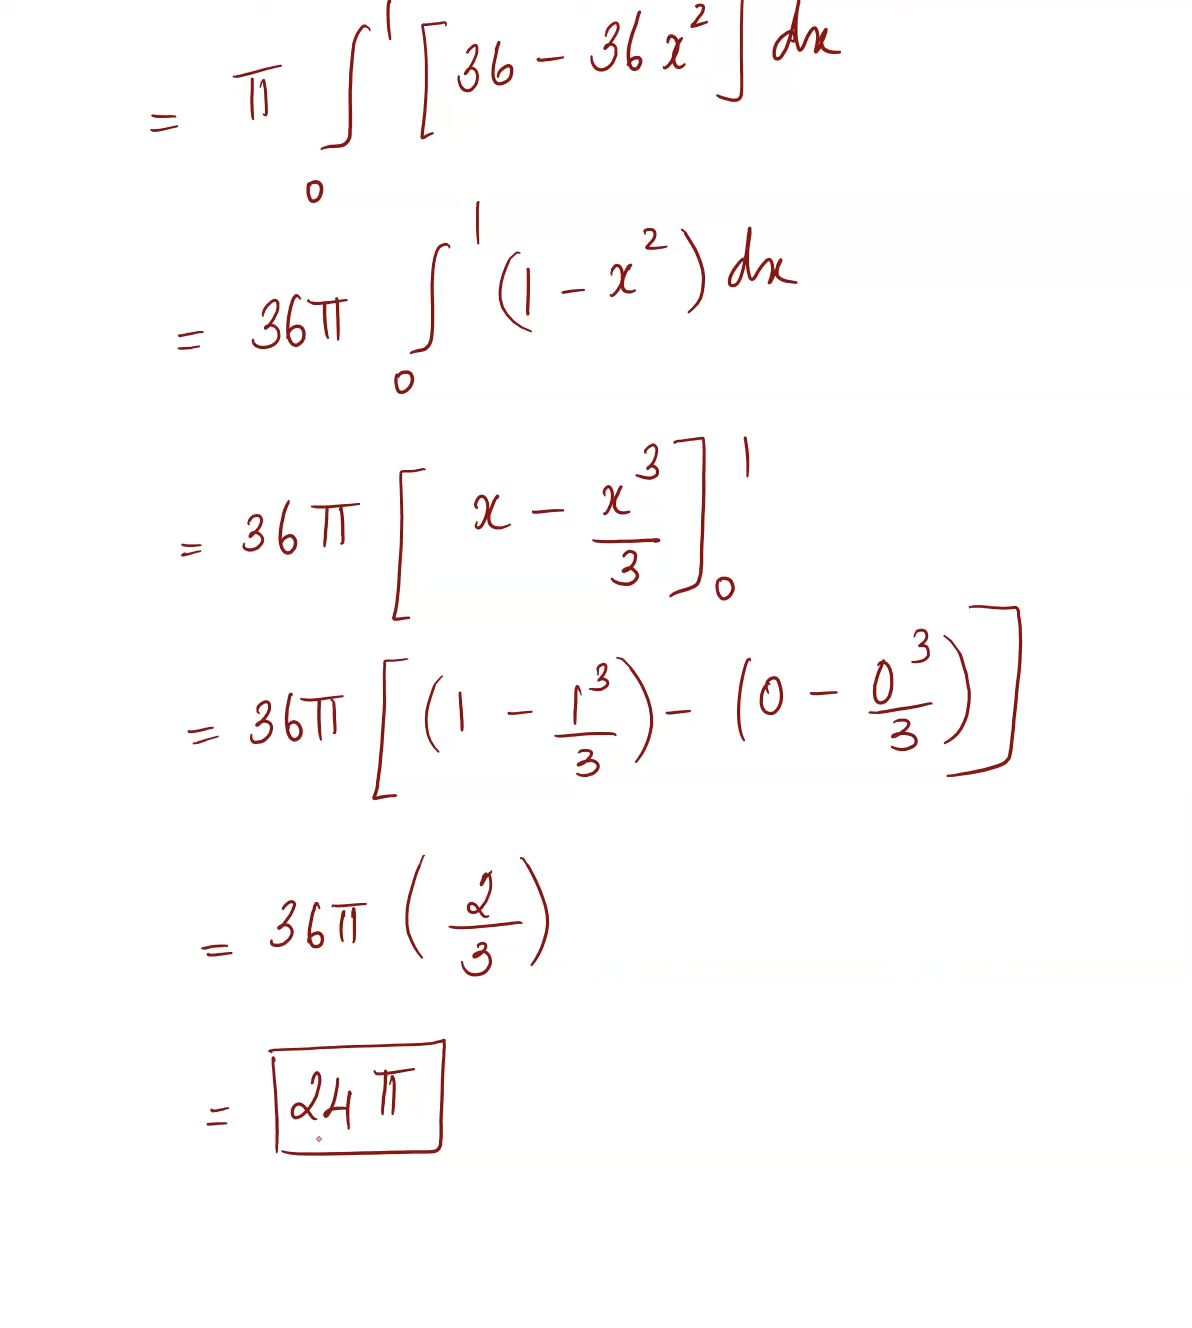 = π ∫₀¹ [36 - 36x²] dx
= 36π ∫₀¹ (1 - x²) dx
= 36π [x - x³/3]₀¹
= 36π [(1 - 1³/3) - (0 - 0³/3)]
= 36π (2/3)
= 24π